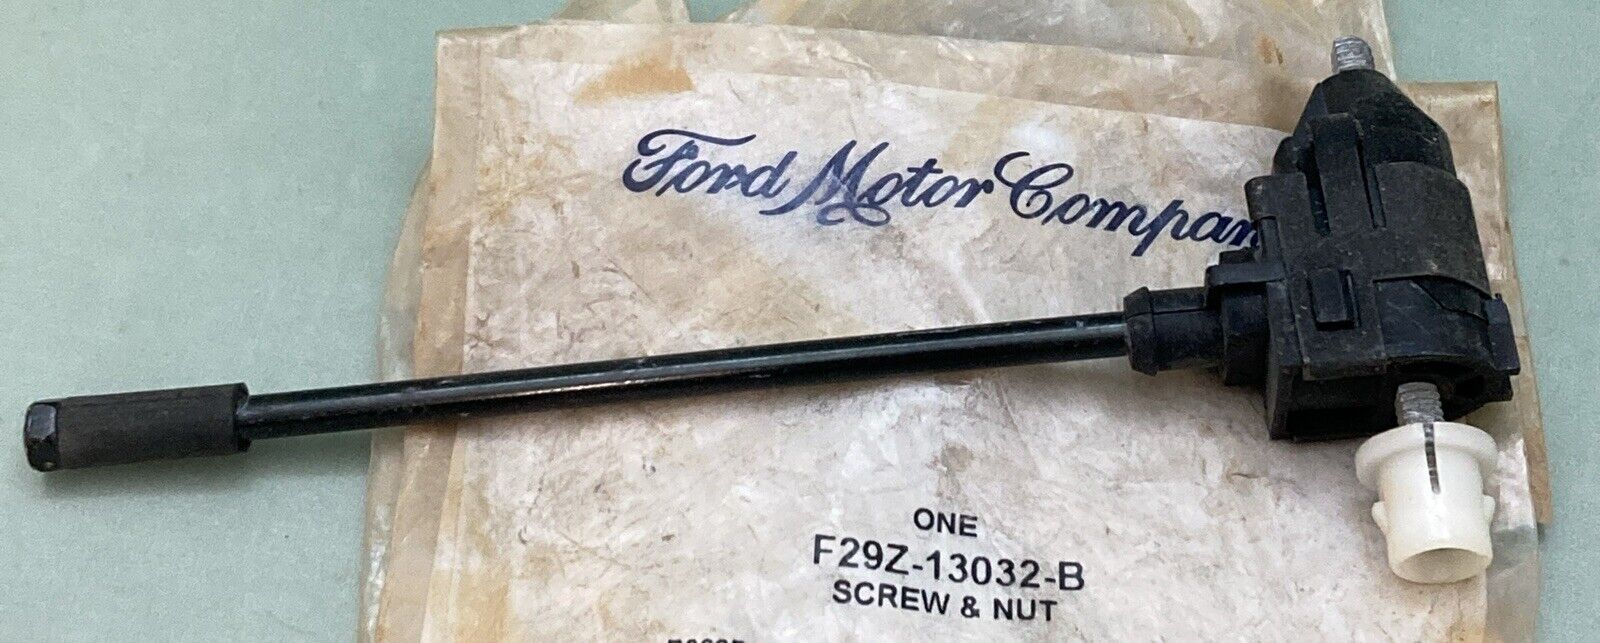 Ford Motor Compan
ONE
F29Z-13032-B
SCREW & NUT